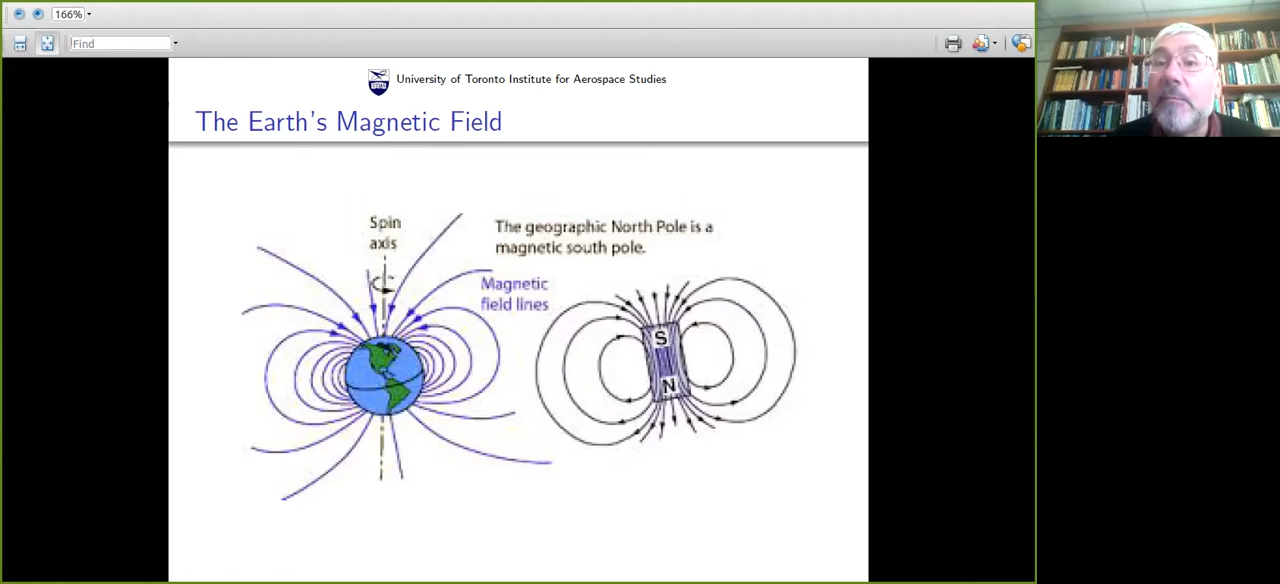 166%
Find
University of Toronto Institute for Aerospace Studies
The Earth's Magnetic Field
Spin
axis
The geographic North Pole is a
magnetic south pole.
Magnetic
field lines
S
N